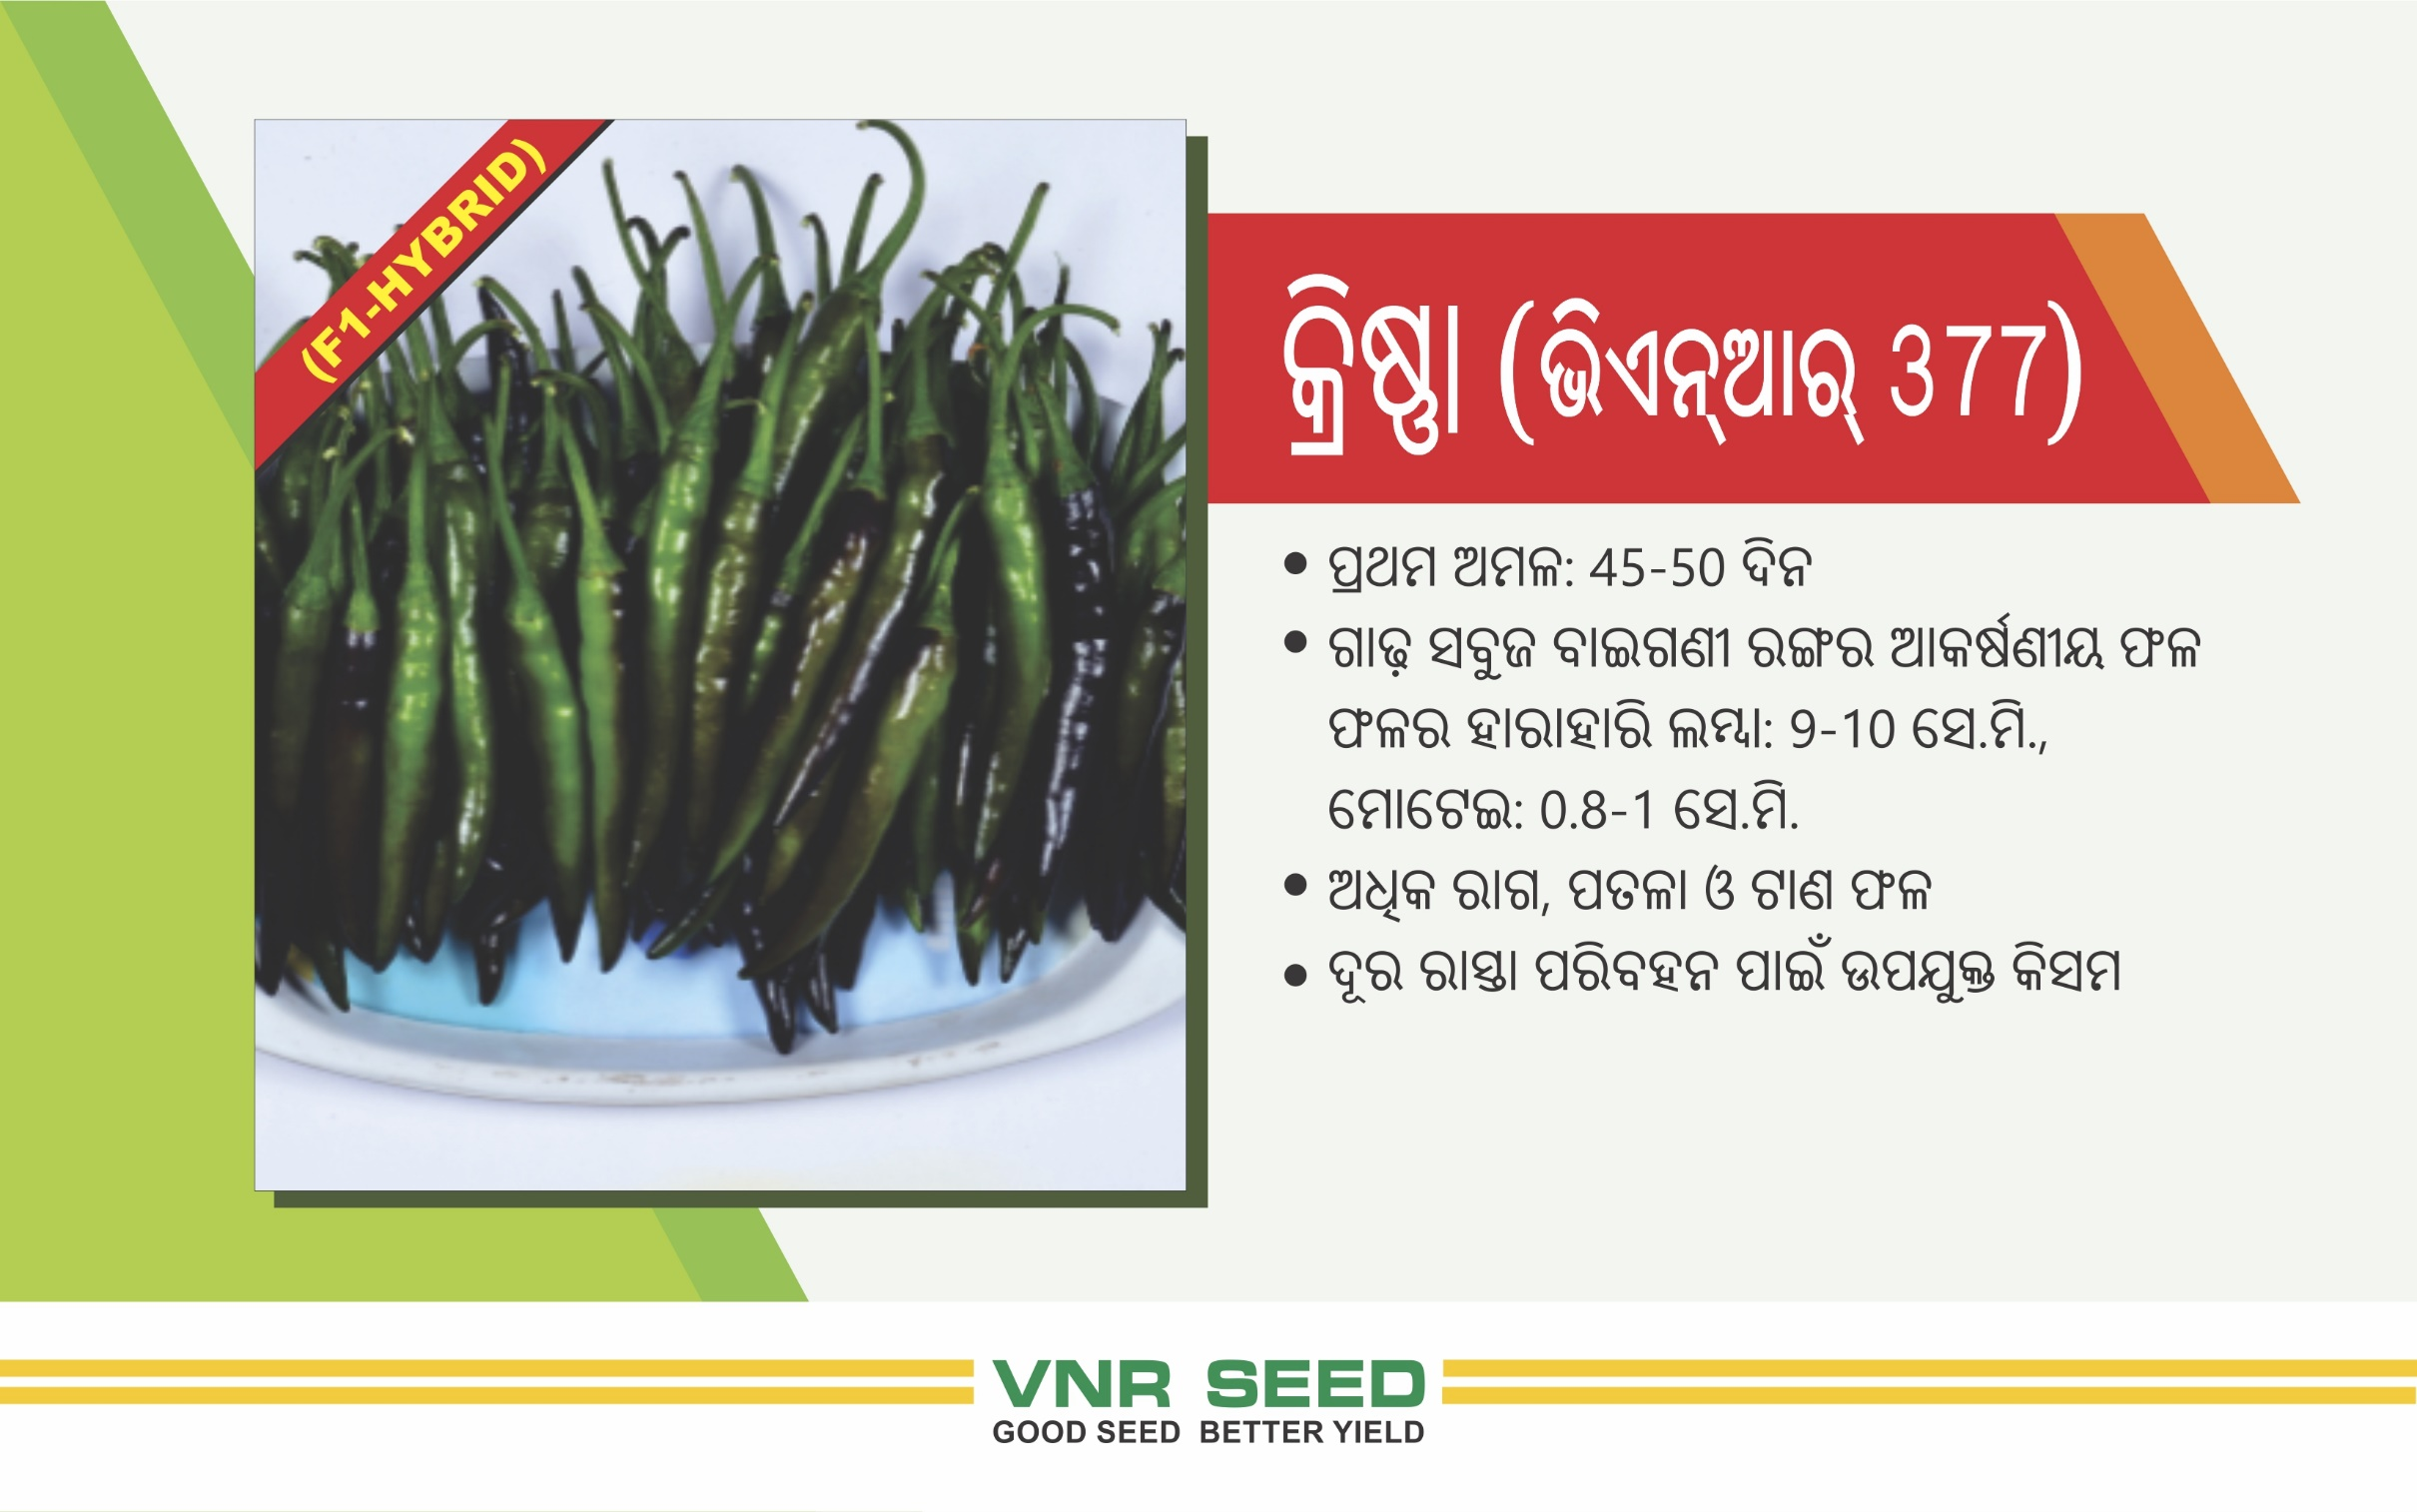 (F1-HYBRID)
କ୍ରିଷ୍ଣା (ଭିଏନ୍ଆର୍ 377)
• ପ୍ରଥମ ଅମଳ: 45-50 ଦିନ
• ଗାଢ଼ ସବୁଜ ବାଇଗଣୀ ରଙ୍ଗର ଆକର୍ଷଣୀୟ ଫଳ
ଫଳର ହାରାହାରି ଲମ୍ଵା: 9-10 ସେ.ମି.,
ମୋଟେଇ: 0.8-1 ସେ.ମି.
• ଅଧିକ ରାଗ, ପତଳା ଓ ଟାଣ ଫଳ
• ଦୂର ରାସ୍ତା ପରିବହନ ପାଇଁ ଉପଯୁକ୍ତ କିସମ
VNR SEED
GOOD SEED BETTER YIELD